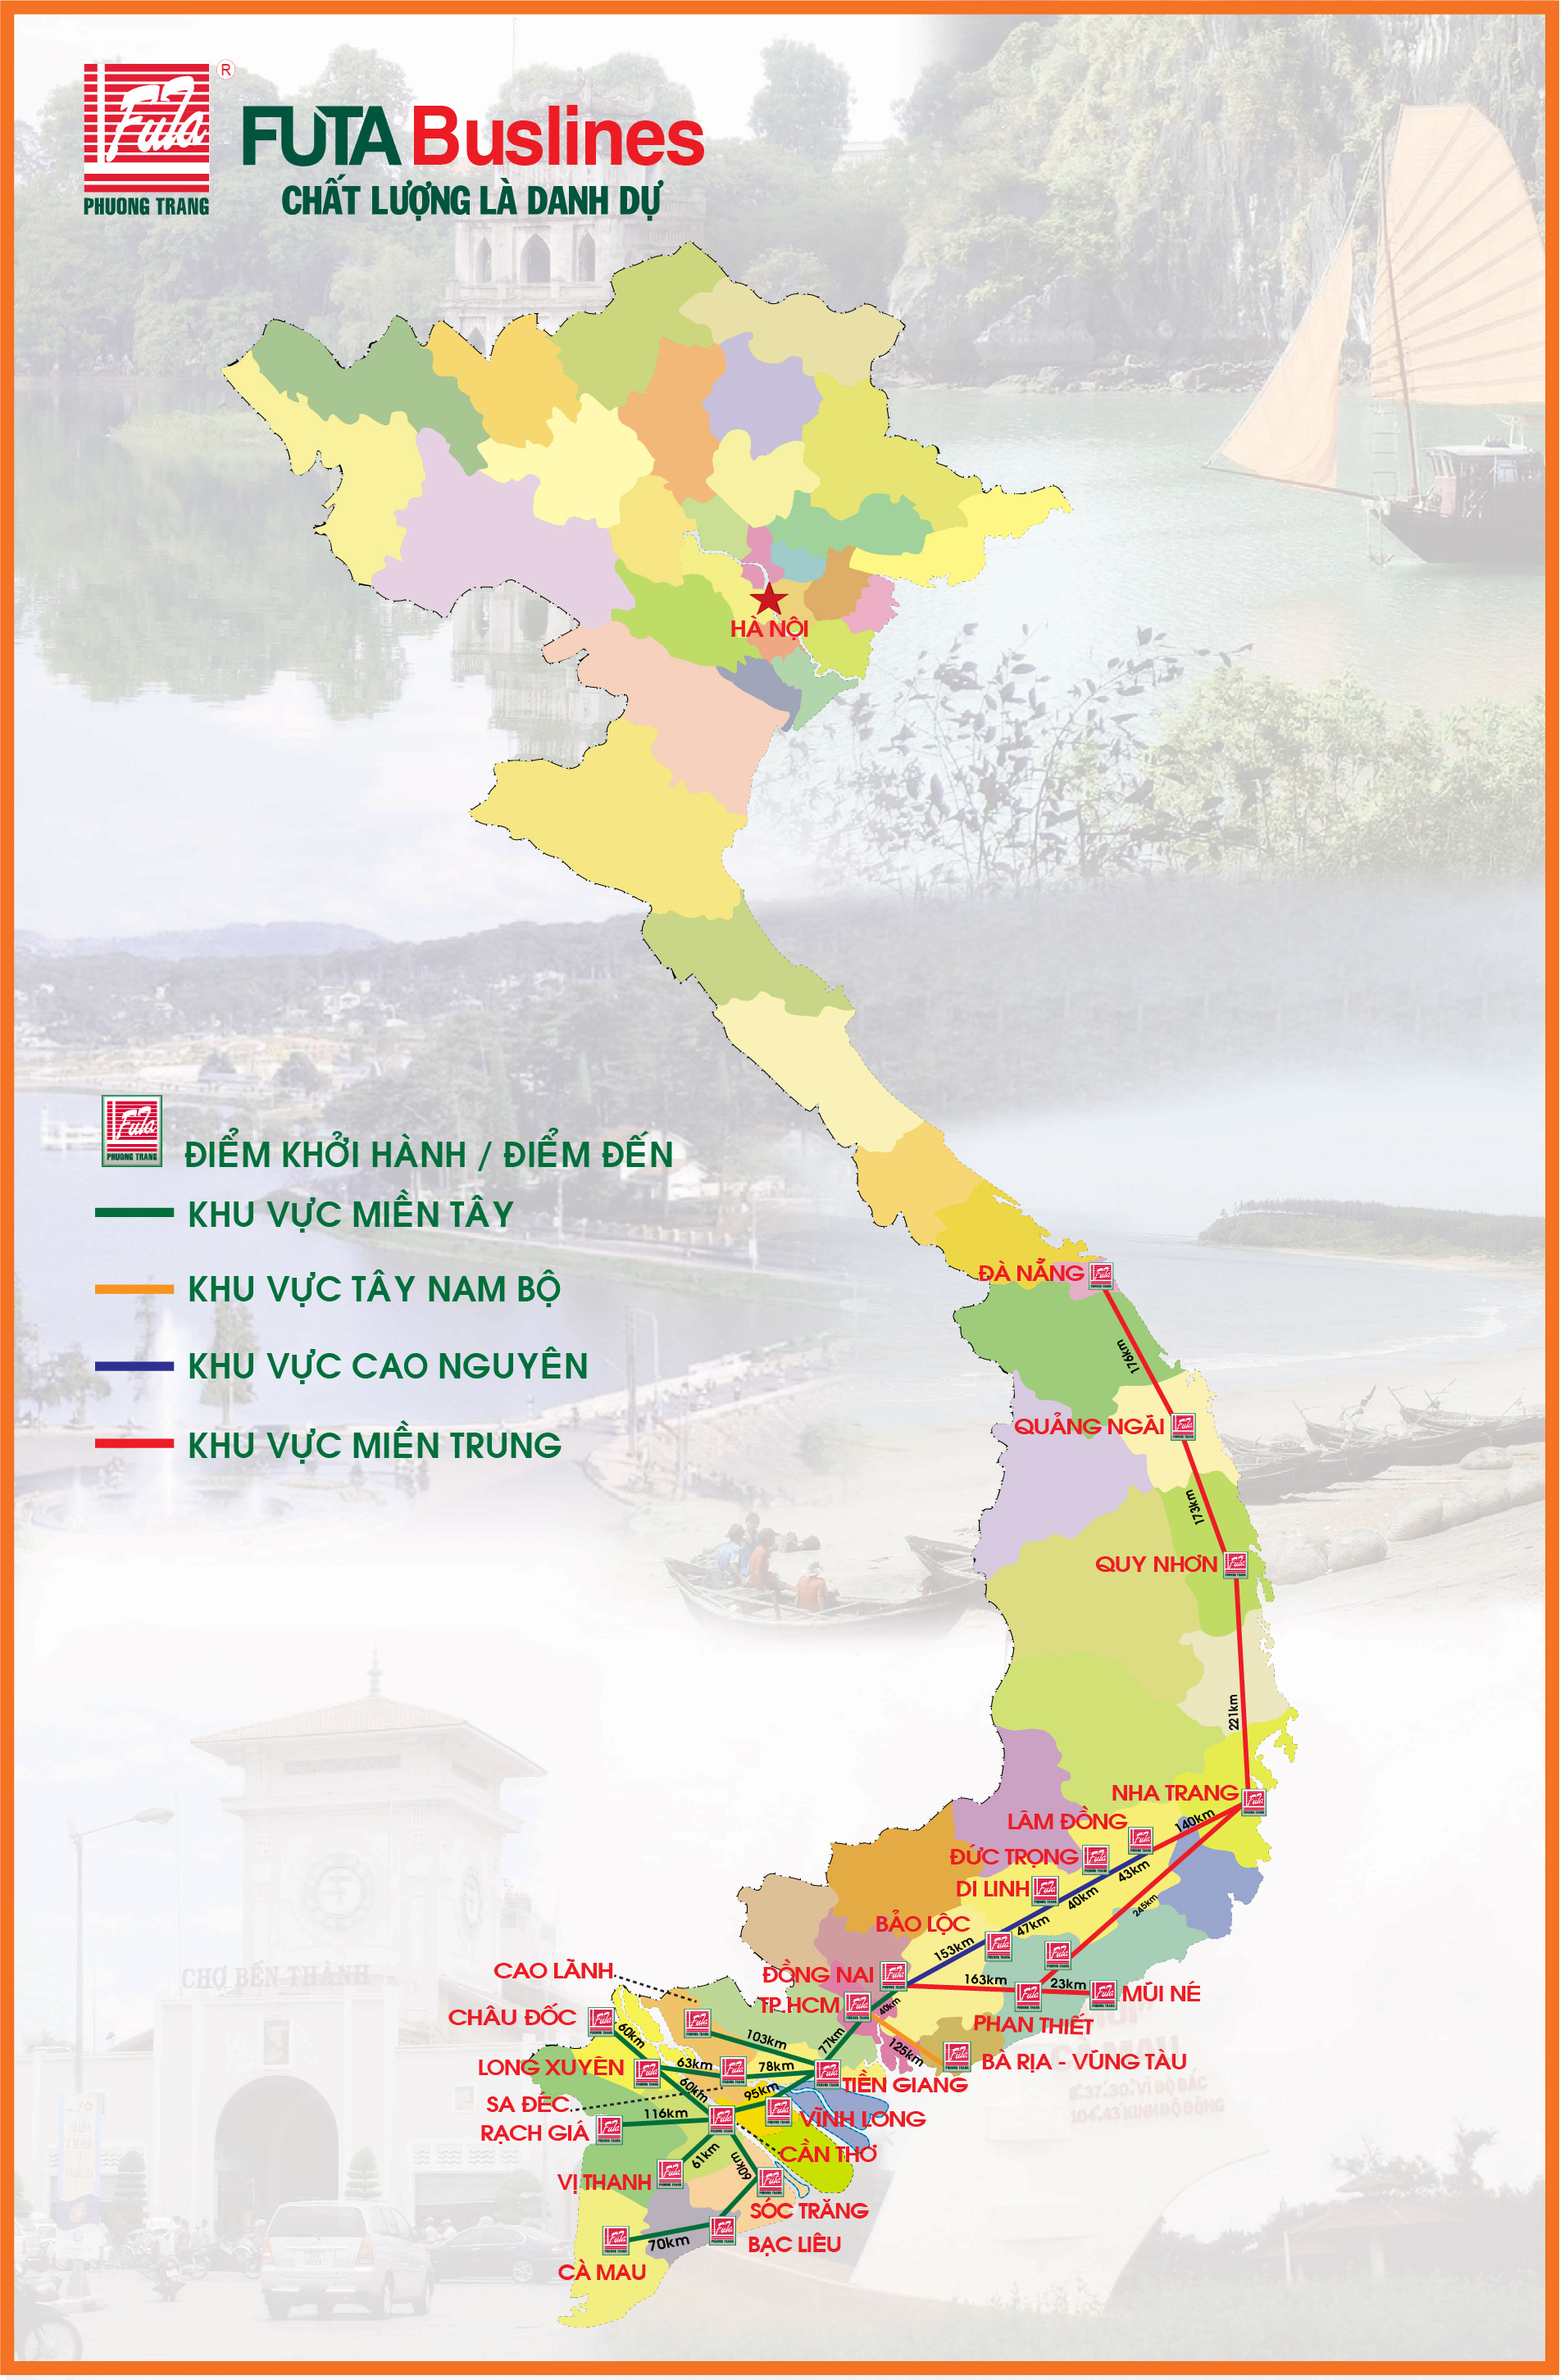 Futa
®
PHUONG TRANG
FUTA Buslines
CHẤT LƯỢNG LÀ DANH DỰ
HÀ NỘI
Futa
PHUONG TRANG
ĐIỂM KHỞI HÀNH / ĐIỂM ĐẾN
KHU VỰC MIỀN TÂY
KHU VỰC TÂY NAM BỘ
KHU VỰC CAO NGUYÊN
KHU VỰC MIỀN TRUNG
ĐÀ NẴNG
176km
QUẢNG NGÃI
173km
QUY NHƠN
221km
NHA TRANG
140km
LÂM ĐỒNG
ĐỨC TRỌNG
43km
DI LINH
40km
245km
BẢO LỘC
47km
153km
ĐỒNG NAI
163km
23km
MŨI NÉ
PHAN THIẾT
TP.HCM
40km
125km
BÀ RỊA - VŨNG TÀU
CAO LÃNH
CHÂU ĐỐC
60km
103km
77km
LONG XUYÊN
63km
78km
TIỀN GIANG
SA ĐÉC
60km
95km
116km
VĨNH LONG
RẠCH GIÁ
CẦN THƠ
61km
60km
VỊ THANH
SÓC TRĂNG
70km
BẠC LIÊU
CÀ MAU
CHỢ BẾN THÀNH
8°.37'.30" VĨ ĐỘ BẮC
104°.43' KINH ĐỘ ĐÔNG